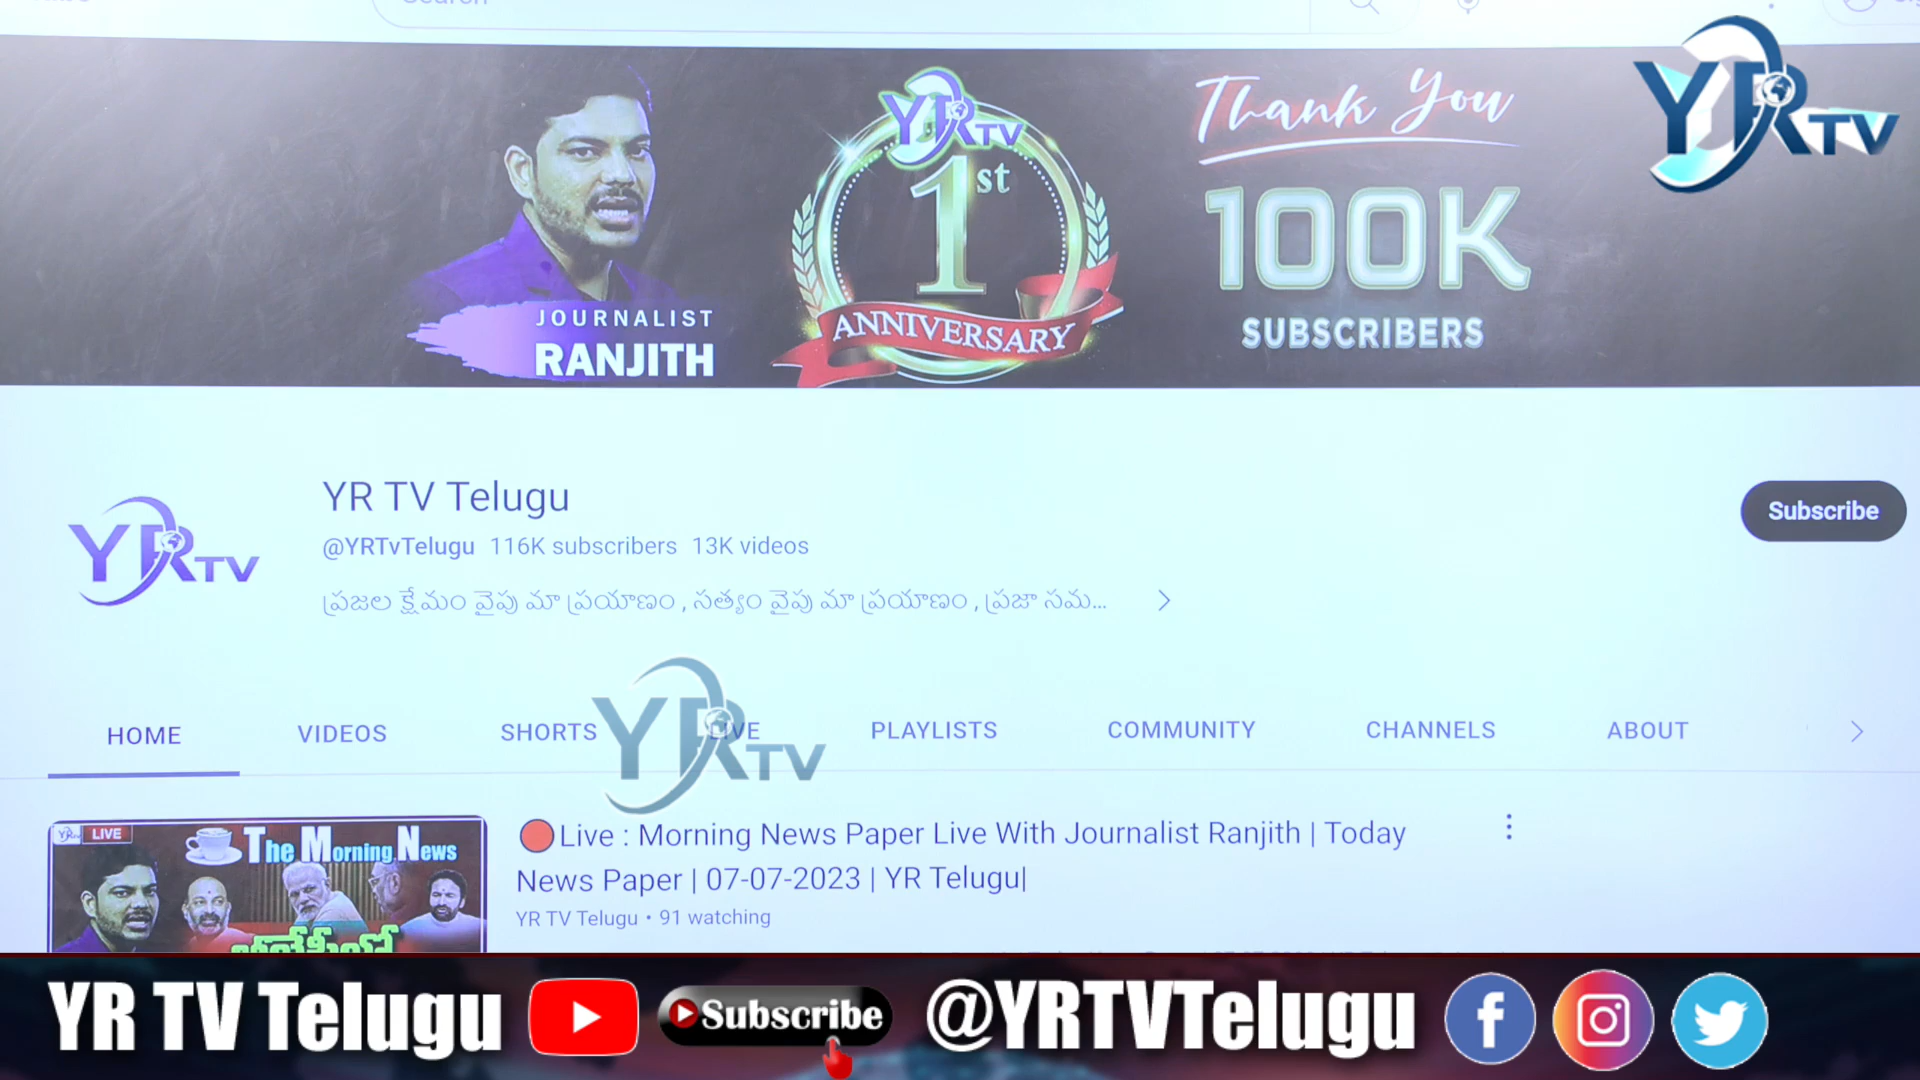 Search
Thank You
YRTV
YRTV
1st
ANNIVERSARY
100K
SUBSCRIBERS
JOURNALIST
RANJITH
YR TV Telugu
@YRTvTelugu 116K subscribers 13K videos
ప్రజల క్షేమం వైపు మా ప్రయాణం , సత్యం వైపు మా ప్రయాణం , ప్రజా సమ...
Subscribe
YRTV
HOME VIDEOS SHORTS LIVE PLAYLISTS COMMUNITY CHANNELS ABOUT
YRTV
LIVE
The Morning News
🔴Live : Morning News Paper Live With Journalist Ranjith | Today
News Paper | 07-07-2023 | YR Telugu|
YR TV Telugu • 91 watching
YR TV Telugu Subscribe @YRTVTelugu